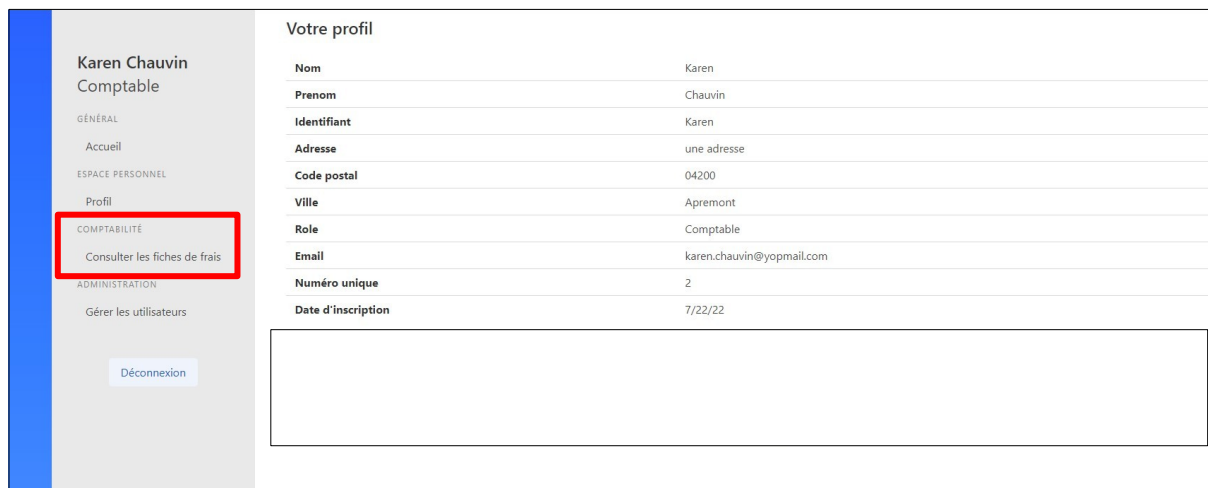 Karen Chauvin
Comptable
GÉNÉRAL
Accueil
ESPACE PERSONNEL
Profil
COMPTABILITÉ
Consulter les fiches de frais
ADMINISTRATION
Gérer les utilisateurs
Déconnexion
Votre profil
Nom Karen
Prenom Chauvin
Identifiant Karen
Adresse une adresse
Code postal 04200
Ville Apremont
Role Comptable
Email karen.chauvin@yopmail.com
Numéro unique 2
Date d'inscription 7/22/22